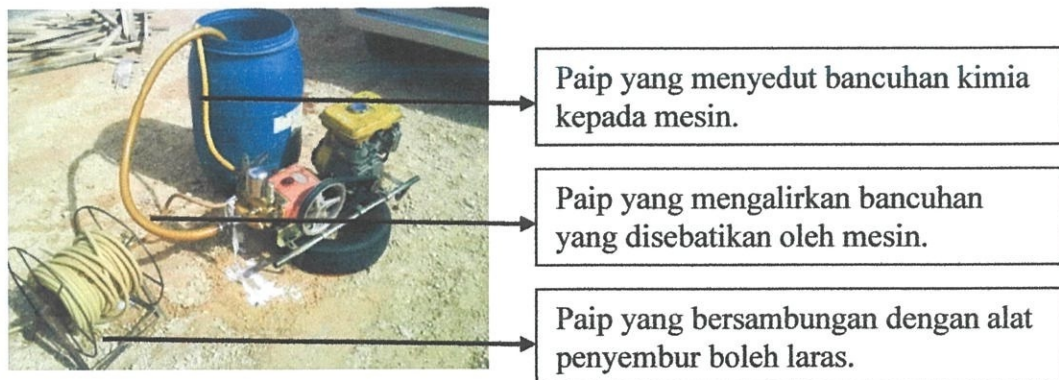 Paip yang menyedut bancuhan kimia
kepada mesin.
Paip yang mengalirkan bancuhan
yang disebatikan oleh mesin.
Paip yang bersambungan dengan alat
penyembur boleh laras.